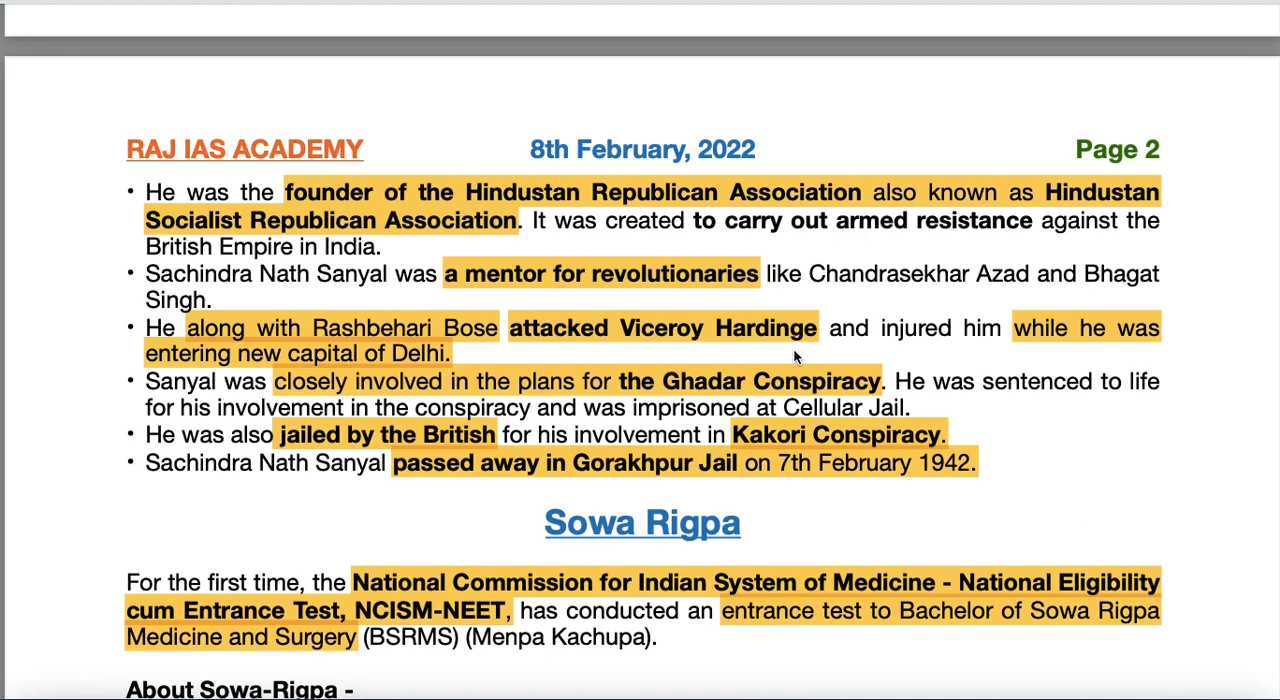 RAJ IAS ACADEMY 8th February, 2022 Page 2
• He was the founder of the Hindustan Republican Association also known as Hindustan
Socialist Republican Association. It was created to carry out armed resistance against the
British Empire in India.
• Sachindra Nath Sanyal was a mentor for revolutionaries like Chandrasekhar Azad and Bhagat
Singh.
• He along with Rashbehari Bose attacked Viceroy Hardinge and injured him while he was
entering new capital of Delhi.
• Sanyal was closely involved in the plans for the Ghadar Conspiracy. He was sentenced to life
for his involvement in the conspiracy and was imprisoned at Cellular Jail.
• He was also jailed by the British for his involvement in Kakori Conspiracy.
• Sachindra Nath Sanyal passed away in Gorakhpur Jail on 7th February 1942.
Sowa Rigpa
For the first time, the National Commission for Indian System of Medicine - National Eligibility
cum Entrance Test, NCISM-NEET, has conducted an entrance test to Bachelor of Sowa Rigpa
Medicine and Surgery (BSRMS) (Menpa Kachupa).
About Sowa-Rigpa -